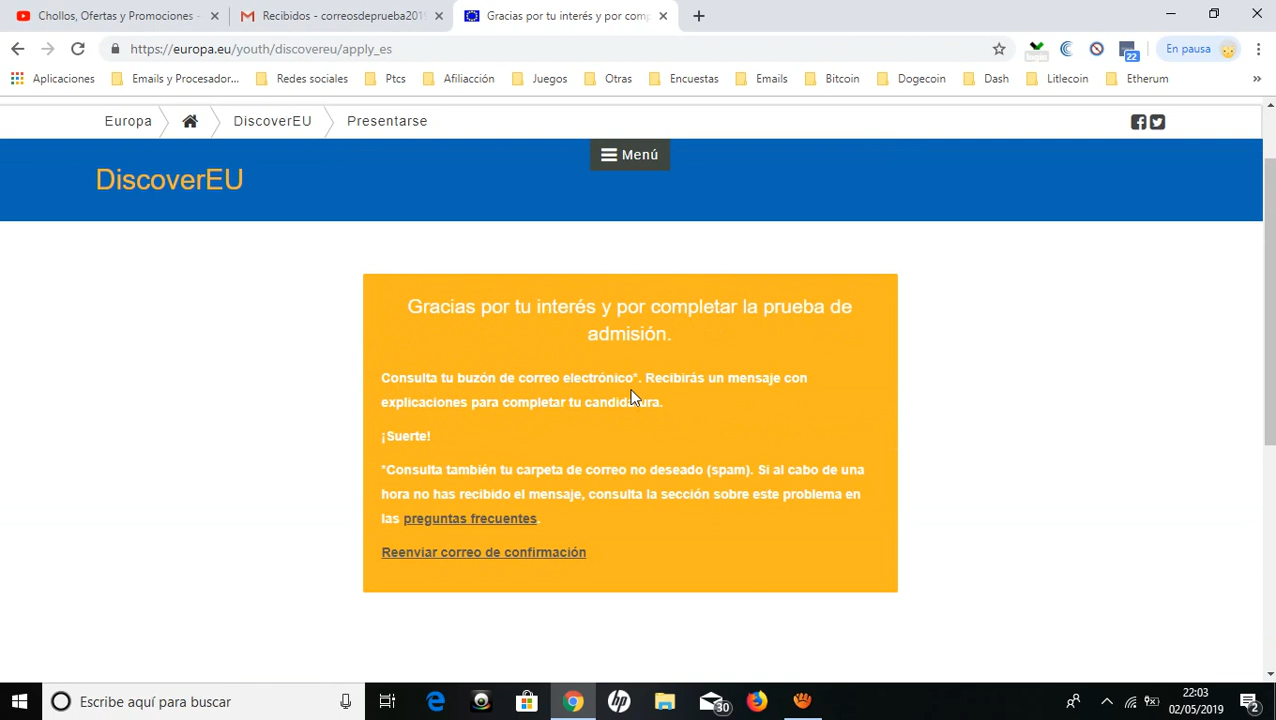 Chollos, Ofertas y Promociones -
Recibidos - correosdeprueba201
Gracias por tu interés y por comp
https://europa.eu/youth/discovereu/apply_es
22
En pausa
Aplicaciones
Emails y Procesador...
Redes sociales
Ptcs
Afiliacción
Juegos
Otras
Encuestas
Emails
Bitcoin
Dogecoin
Dash
Litlecoin
Etherum
Europa
DiscoverEU
Presentarse
Menú
DiscoverEU
Gracias por tu interés y por completar la prueba de
admisión.
Consulta tu buzón de correo electrónico*. Recibirás un mensaje con
explicaciones para completar tu candidatura.
¡Suerte!
*Consulta también tu carpeta de correo no deseado (spam). Si al cabo de una
hora no has recibido el mensaje, consulta la sección sobre este problema en
las preguntas frecuentes.
Reenviar correo de confirmación
Escribe aquí para buscar
30
22:03
02/05/2019
2